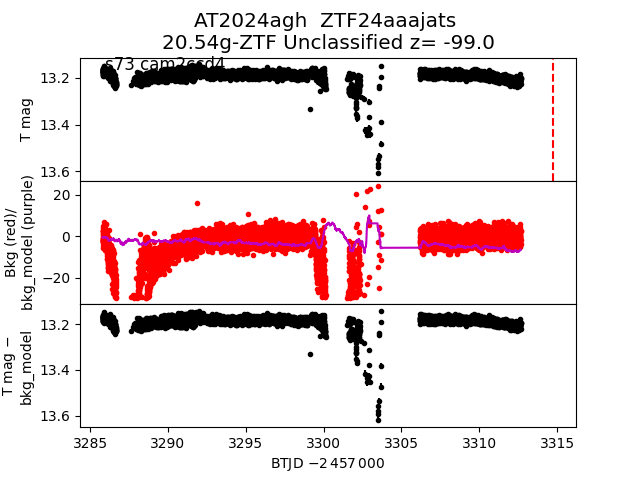 AT2024agh  ZTF24aaajats
20.54g-ZTF Unclassified z= -99.0
s73 cam2ccd4
T mag
13.2
13.4
13.6
Bkg (red)/
bkg_model (purple)
20
0
−20
T mag −
bkg_model
13.2
13.4
13.6
3285 3290 3295 3300 3305 3310 3315
BTJD −2 457 000